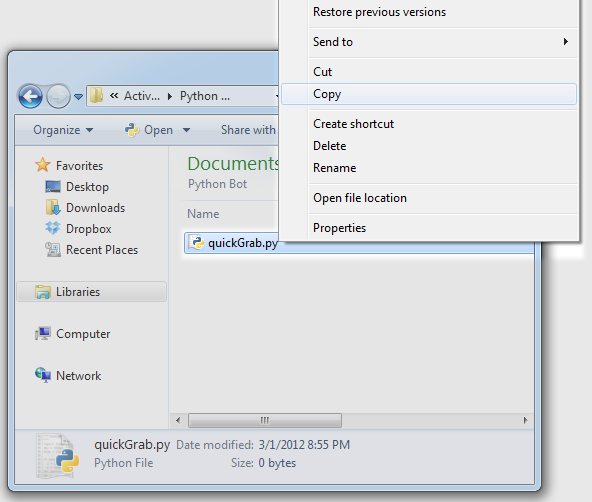 Restore previous versions
Send to
Cut
Copy
Create shortcut
Delete
Rename
Open file location
Properties
« Activ... Python ...
Organize Open Share with
Favorites
Desktop
Downloads
Dropbox
Recent Places
Libraries
Computer
Network
Documents
Python Bot
Name
quickGrab.py
quickGrab.py Date modified: 3/1/2012 8:55 PM
Python File Size: 0 bytes